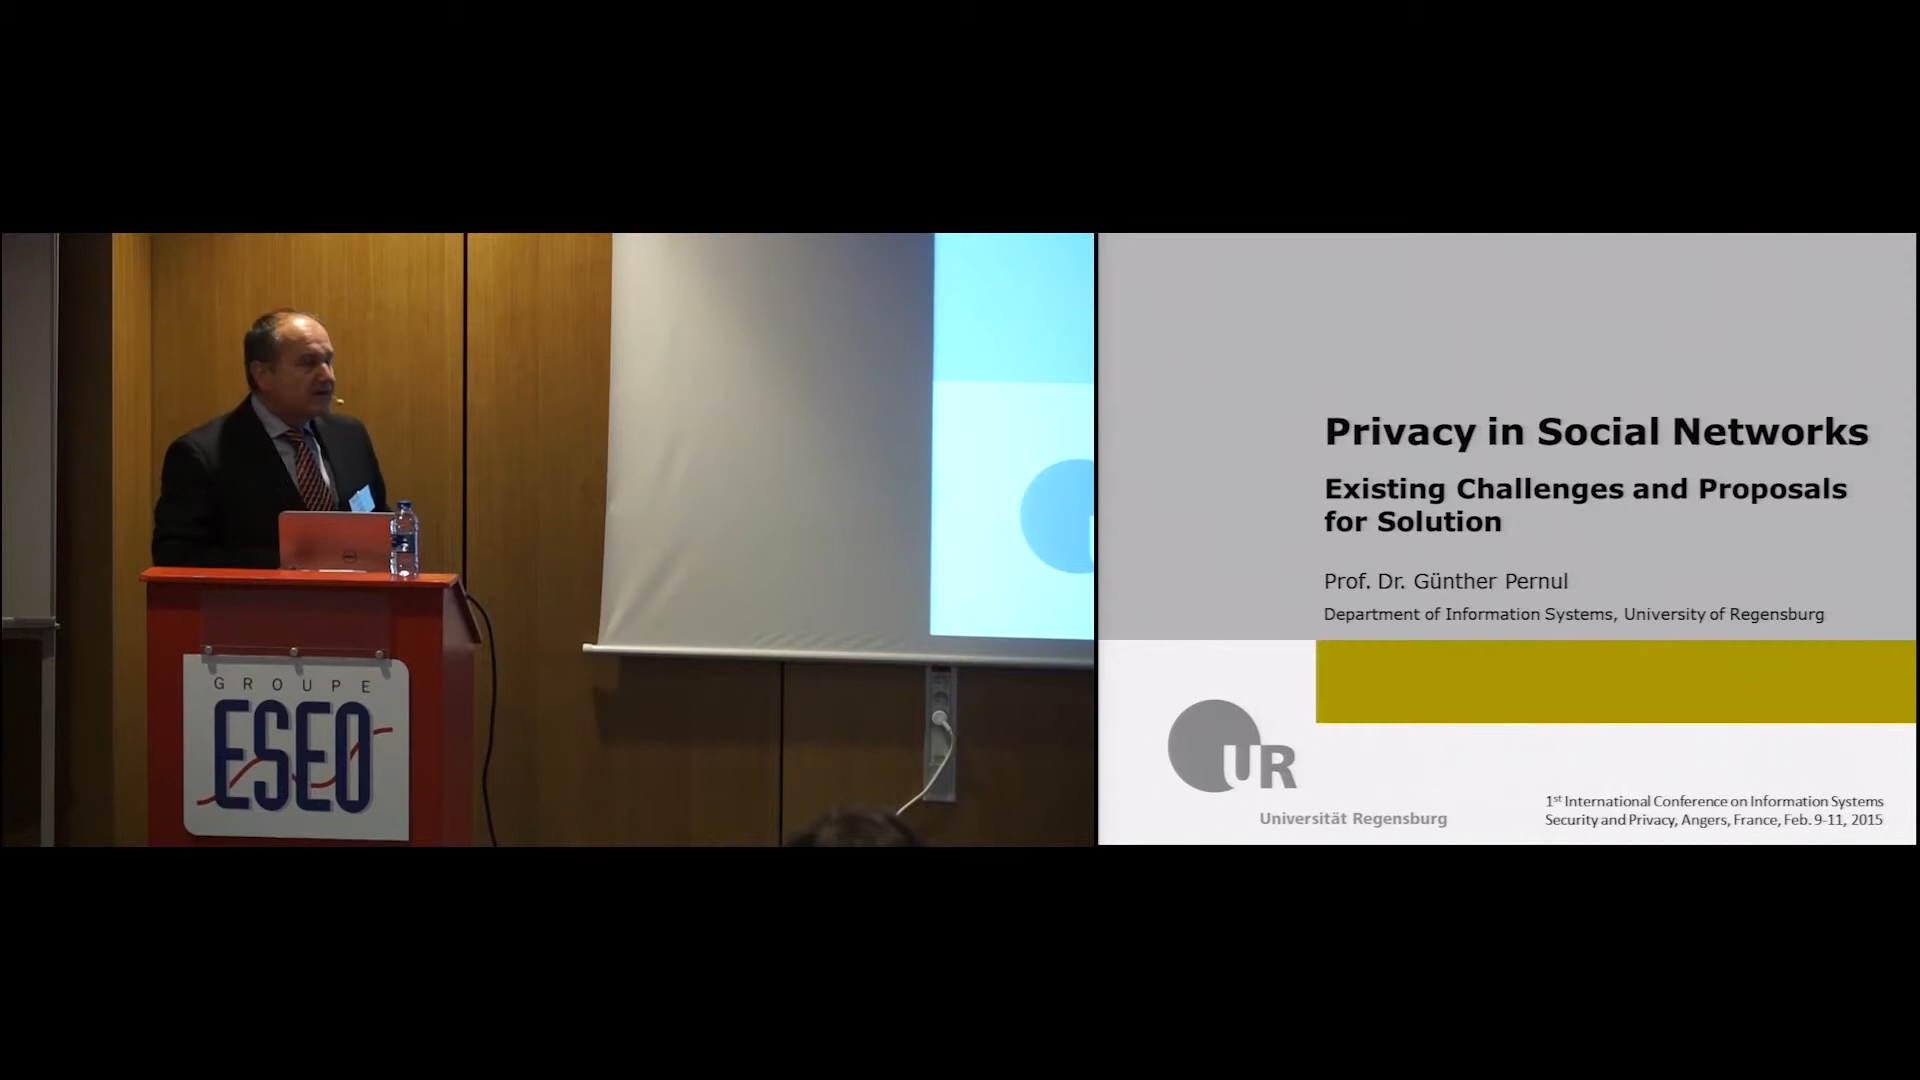 GROUPE
ESEO
Privacy in Social Networks
Existing Challenges and Proposals
for Solution
Prof. Dr. Günther Pernul
Department of Information Systems, University of Regensburg
UR
Universität Regensburg
1st International Conference on Information Systems
Security and Privacy, Angers, France, Feb. 9-11, 2015